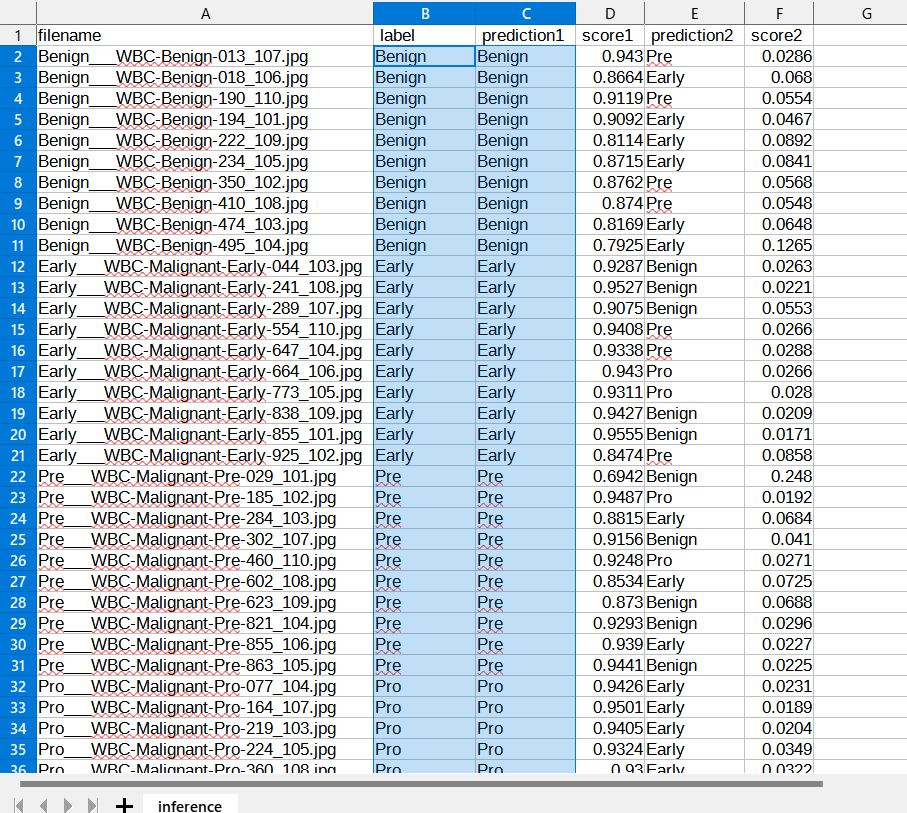 A B C D E F G
1 filename label prediction1 score1 prediction2 score2
2 Benign___WBC-Benign-013_107.jpg Benign Benign 0.943 Pre 0.0286
3 Benign___WBC-Benign-018_106.jpg Benign Benign 0.8664 Early 0.068
4 Benign___WBC-Benign-190_110.jpg Benign Benign 0.9119 Pre 0.0554
5 Benign___WBC-Benign-194_101.jpg Benign Benign 0.9092 Early 0.0467
6 Benign___WBC-Benign-222_109.jpg Benign Benign 0.8114 Early 0.0892
7 Benign___WBC-Benign-234_105.jpg Benign Benign 0.8715 Early 0.0841
8 Benign___WBC-Benign-350_102.jpg Benign Benign 0.8762 Pre 0.0568
9 Benign___WBC-Benign-410_108.jpg Benign Benign 0.874 Pre 0.0548
10 Benign___WBC-Benign-474_103.jpg Benign Benign 0.8169 Early 0.0648
11 Benign___WBC-Benign-495_104.jpg Benign Benign 0.7925 Early 0.1265
12 Early___WBC-Malignant-Early-044_103.jpg Early Early 0.9287 Benign 0.0263
13 Early___WBC-Malignant-Early-241_108.jpg Early Early 0.9527 Benign 0.0221
14 Early___WBC-Malignant-Early-289_107.jpg Early Early 0.9075 Benign 0.0553
15 Early___WBC-Malignant-Early-554_110.jpg Early Early 0.9408 Pre 0.0266
16 Early___WBC-Malignant-Early-647_104.jpg Early Early 0.9338 Pre 0.0288
17 Early___WBC-Malignant-Early-664_106.jpg Early Early 0.943 Pro 0.0266
18 Early___WBC-Malignant-Early-773_105.jpg Early Early 0.9311 Pro 0.028
19 Early___WBC-Malignant-Early-838_109.jpg Early Early 0.9427 Benign 0.0209
20 Early___WBC-Malignant-Early-855_101.jpg Early Early 0.9555 Benign 0.0171
21 Early___WBC-Malignant-Early-925_102.jpg Early Early 0.8474 Pre 0.0858
22 Pre___WBC-Malignant-Pre-029_101.jpg Pre Pre 0.6942 Benign 0.248
23 Pre___WBC-Malignant-Pre-185_102.jpg Pre Pre 0.9487 Pro 0.0192
24 Pre___WBC-Malignant-Pre-284_103.jpg Pre Pre 0.8815 Early 0.0684
25 Pre___WBC-Malignant-Pre-302_107.jpg Pre Pre 0.9156 Benign 0.041
26 Pre___WBC-Malignant-Pre-460_110.jpg Pre Pre 0.9248 Pro 0.0271
27 Pre___WBC-Malignant-Pre-602_108.jpg Pre Pre 0.8534 Early 0.0725
28 Pre___WBC-Malignant-Pre-623_109.jpg Pre Pre 0.873 Benign 0.0688
29 Pre___WBC-Malignant-Pre-821_104.jpg Pre Pre 0.9293 Benign 0.0296
30 Pre___WBC-Malignant-Pre-855_106.jpg Pre Pre 0.939 Early 0.0227
31 Pre___WBC-Malignant-Pre-863_105.jpg Pre Pre 0.9441 Benign 0.0225
32 Pro___WBC-Malignant-Pro-077_104.jpg Pro Pro 0.9426 Early 0.0231
33 Pro___WBC-Malignant-Pro-164_107.jpg Pro Pro 0.9501 Early 0.0189
34 Pro___WBC-Malignant-Pro-219_103.jpg Pro Pro 0.9405 Early 0.0204
35 Pro___WBC-Malignant-Pro-224_105.jpg Pro Pro 0.9324 Early 0.0349
36 Pro___WBC-Malignant-Pro-360_108.jpg Pro Pro 0.93 Early 0.0322
inference